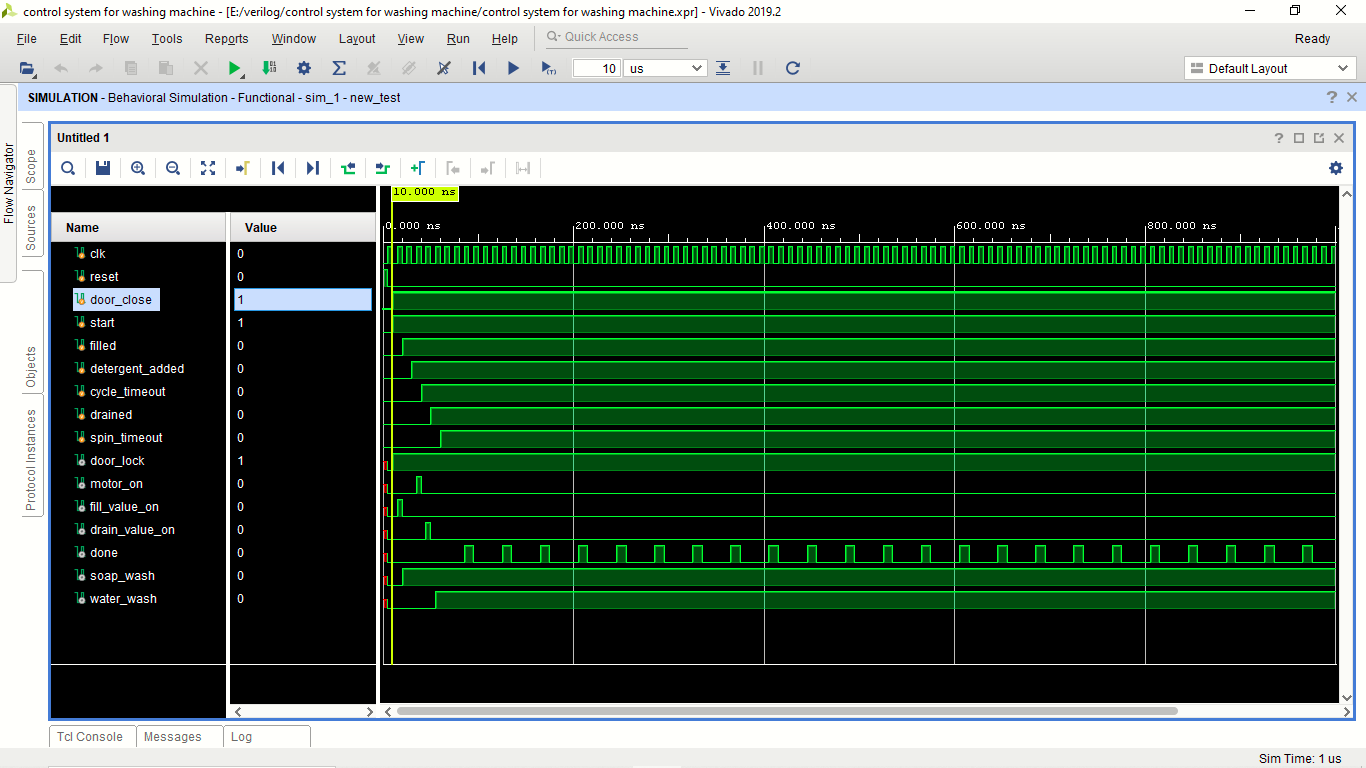 control system for washing machine - [E:/verilog/control system for washing machine/control system for washing machine.xpr] - Vivado 2019.2
File Edit Flow Tools Reports Window Layout View Run Help Quick Access Ready
10 us Default Layout
SIMULATION - Behavioral Simulation - Functional - sim_1 - new_test
Flow Navigator
Scope
Sources
Objects
Protocol Instances
Untitled 1
10.000 ns
Name Value 0.000 ns 200.000 ns 400.000 ns 600.000 ns 800.000 ns
clk 0
reset 0
door_close 1
start 1
filled 0
detergent_added 0
cycle_timeout 0
drained 0
spin_timeout 0
door_lock 1
motor_on 0
fill_value_on 0
drain_value_on 0
done 0
soap_wash 0
water_wash 0
Tcl Console Messages Log
Sim Time: 1 us